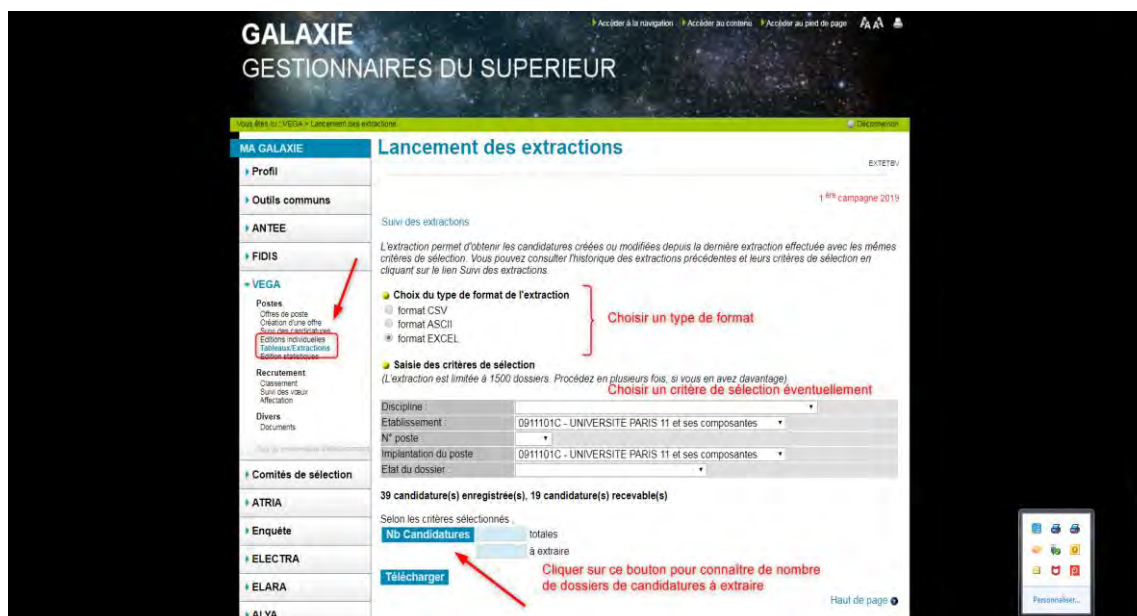 Accéder à la navigation Accéder au contenu Accéder au pied de page
GALAXIE
GESTIONNAIRES DU SUPERIEUR
Vous êtes ici : VEGA > Lancement des extractions
Déconnexion
MA GALAXIE
Profil
Outils communs
ANTEE
FIDIS
VEGA
Postes
Offres de poste
Création d'une offre
Suivi des candidatures
Editions individuelles
Tableaux/Extractions
Edition statistiques
Recrutement
Classement
Suivi des vœux
Affectation
Divers
Documents
Comités de sélection
ATRIA
Enquête
ELECTRA
ELARA
ALYA
Lancement des extractions
EXTETBV
1 ère campagne 2019
Suivi des extractions
L'extraction permet d'obtenir les candidatures créées ou modifiées depuis la dernière extraction effectuée avec les mêmes
critères de sélection. Vous pouvez consulter l'historique des extractions précédentes et leurs critères de sélection en
cliquant sur le lien Suivi des extractions.
Choix du type de format de l'extraction
format CSV
format ASCII
format EXCEL
Choisir un type de format
Saisie des critères de sélection
(L'extraction est limitée à 1500 dossiers. Procédez en plusieurs fois, si vous en avez davantage)
Choisir un critère de sélection éventuellement
Discipline :
Etablissement : 0911101C - UNIVERSITE PARIS 11 et ses composantes
N° poste
Implantation du poste 0911101C - UNIVERSITE PARIS 11 et ses composantes
Etat du dossier :
39 candidature(s) enregistrée(s), 19 candidature(s) recevable(s)
Selon les critères sélectionnés :
Nb Candidatures totales
à extraire
Télécharger
Cliquer sur ce bouton pour connaître de nombre
de dossiers de candidatures à extraire
Haut de page
Personnaliser...